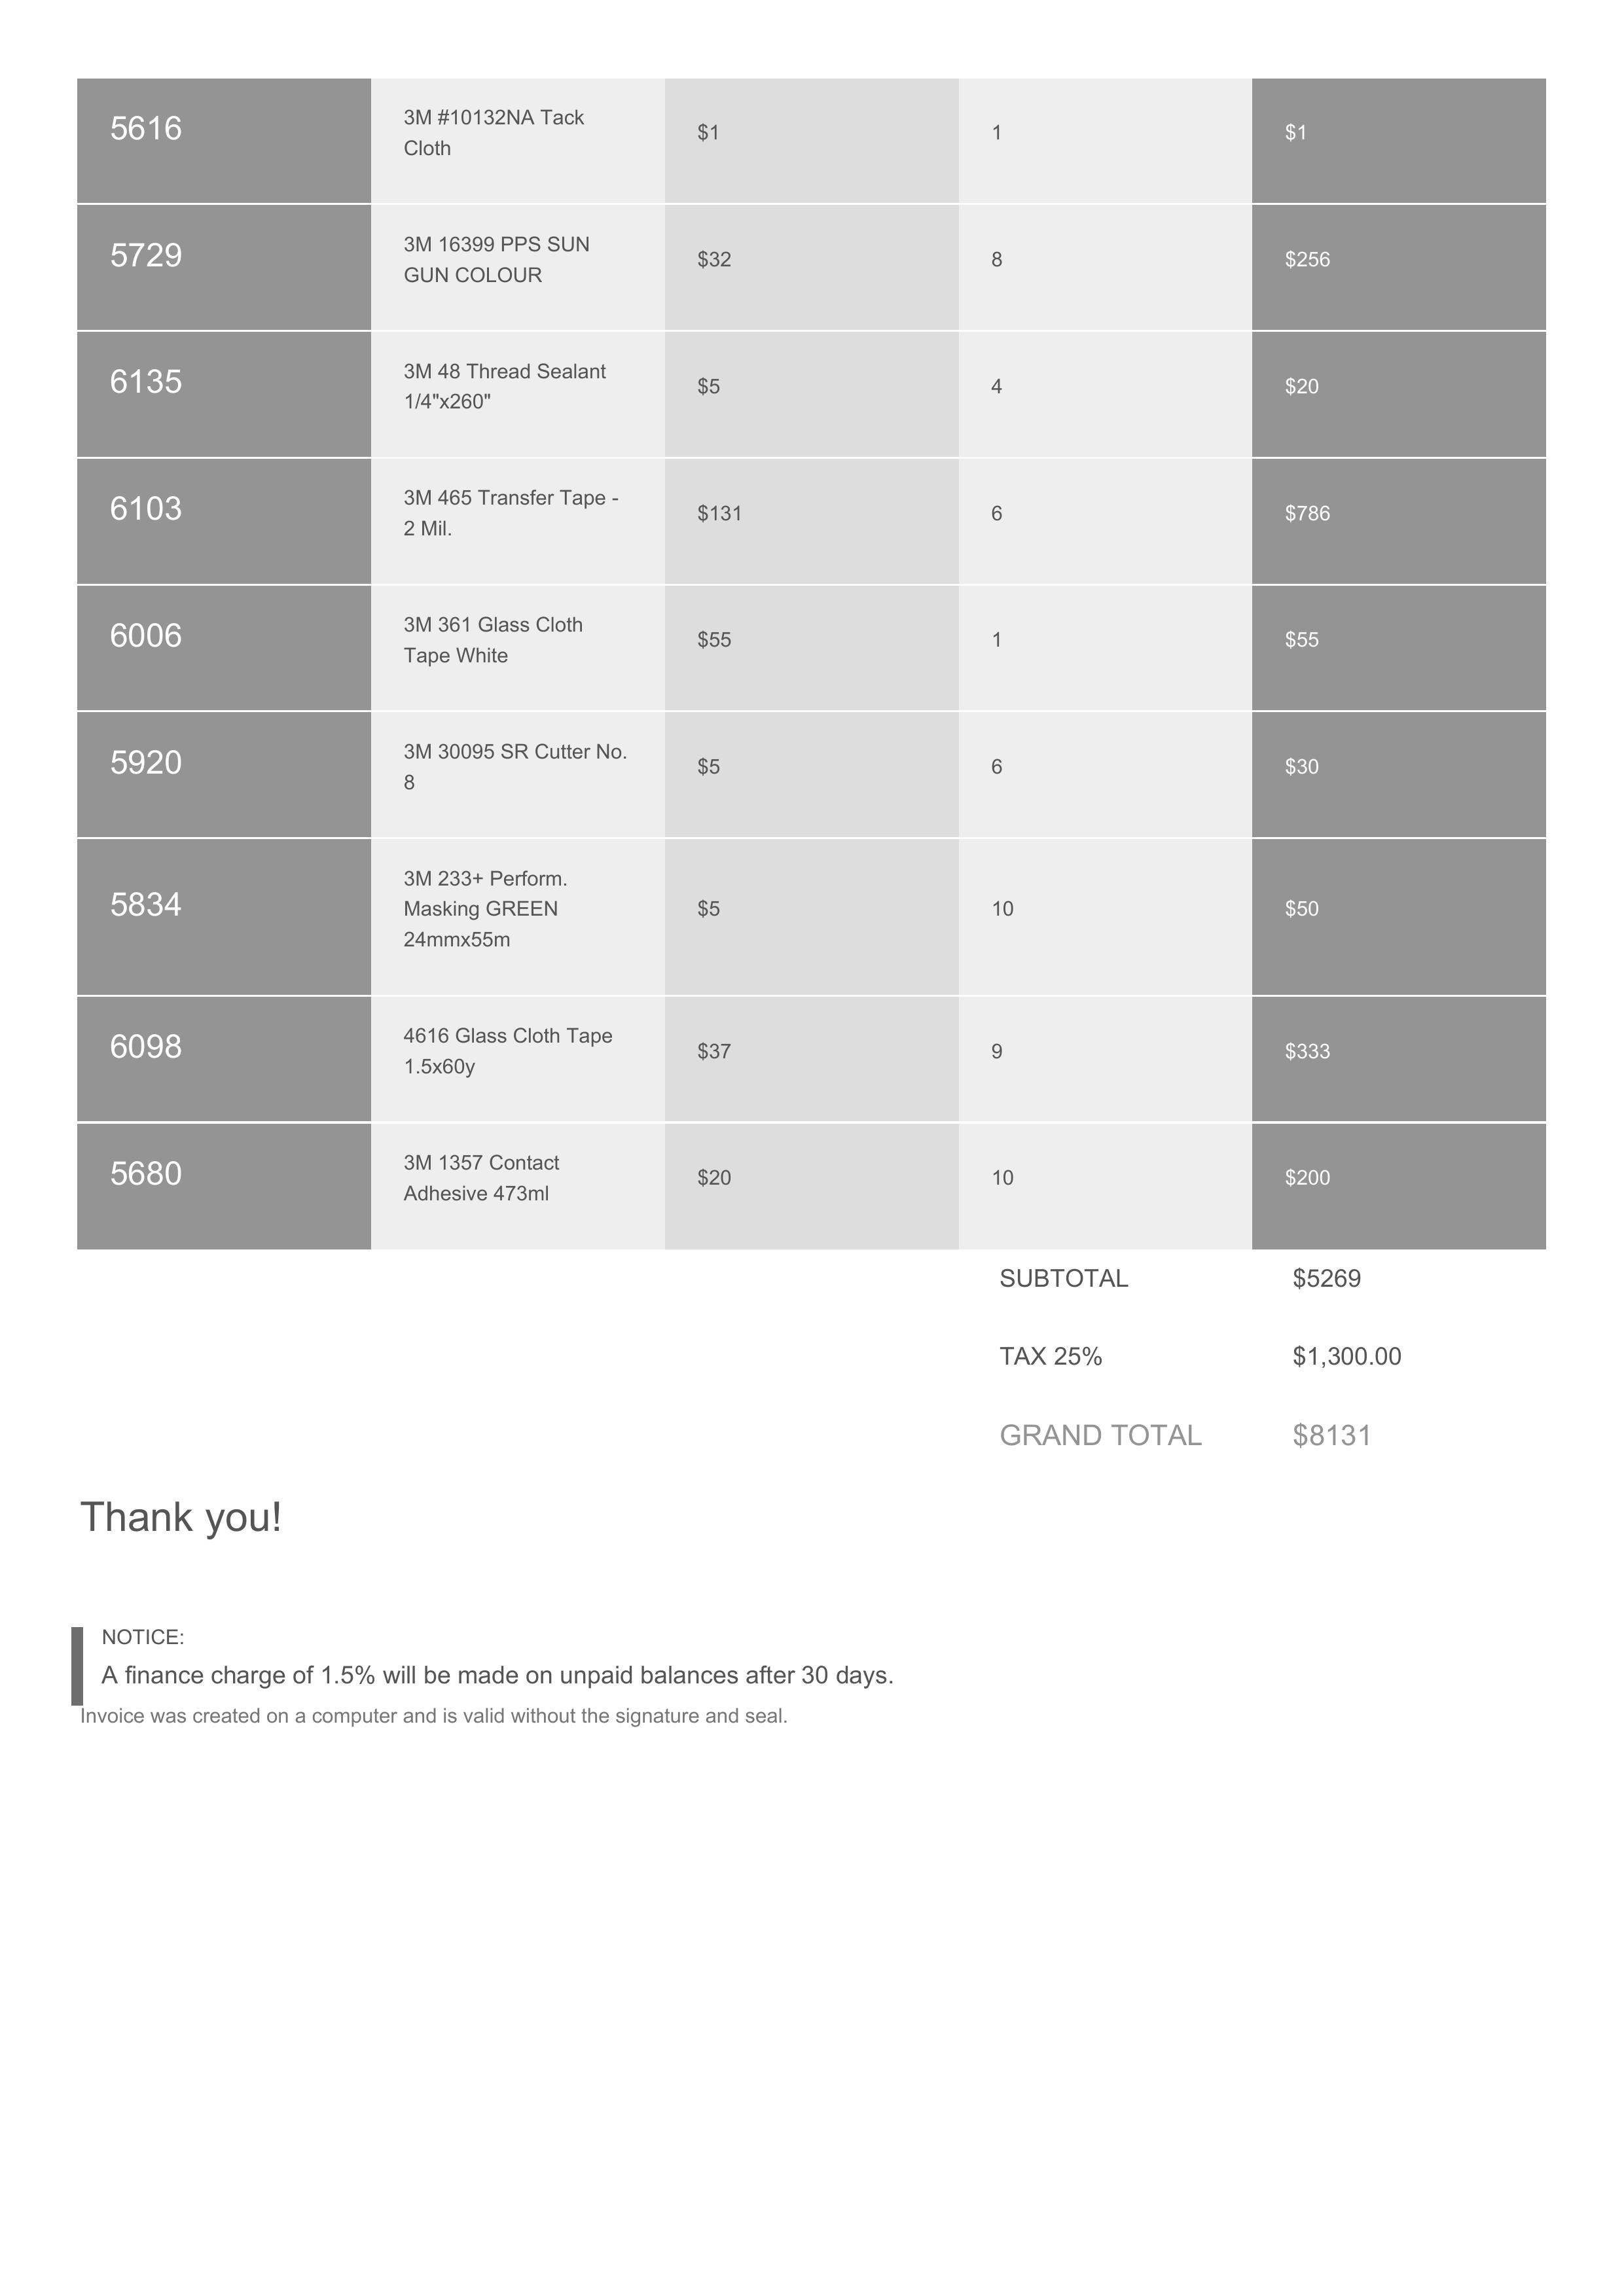 5616 3M #10132NA Tack $1 1 $1
Cloth
5729 3M 16399 PPS SUN $32 8 $256
GUN COLOUR
6135 3M 48 Thread Sealant $5 4 $20
1/4"x260"
6103 3M 465 Transfer Tape - $131 6 $786
2 Mil.
6006 3M 361 Glass Cloth $55 1 $55
Tape White
5920 3M 30095 SR Cutter No. $5 6 $30
8
3M 233+ Perform.
5834 Masking GREEN $5 10 $50
24mmx55m
6098 4616 Glass Cloth Tape $37 9 $333
1.5x60y
5680 3M 1357 Contact $20 10 $200
Adhesive 473ml
SUBTOTAL $5269
TAX 25% $1,300.00
GRAND TOTAL $8131
Thank you!
NOTICE:
A finance charge of 1.5% will be made on unpaid balances after 30 days.
Invoice was created on a computer and is valid without the signature and seal.